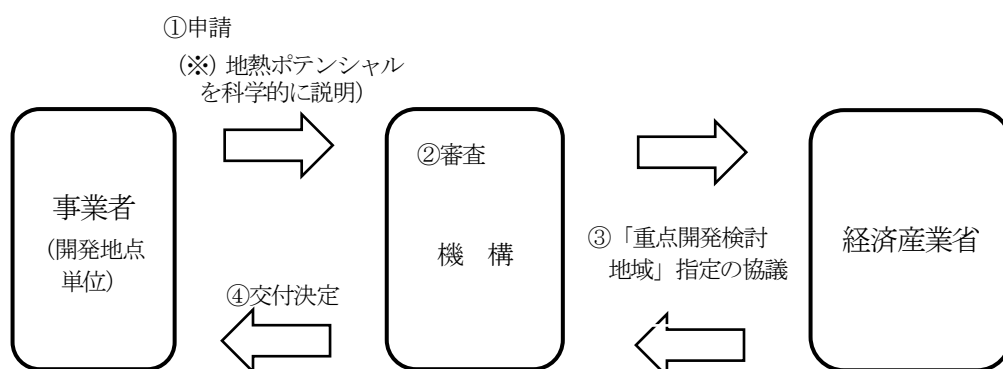 ①申請
(※) 地熱ポテンシャル
を科学的に説明)
事業者
(開発地点
単位)
②審査
機 構
④交付決定
③「重点開発検討
地域」指定の協議
経済産業省